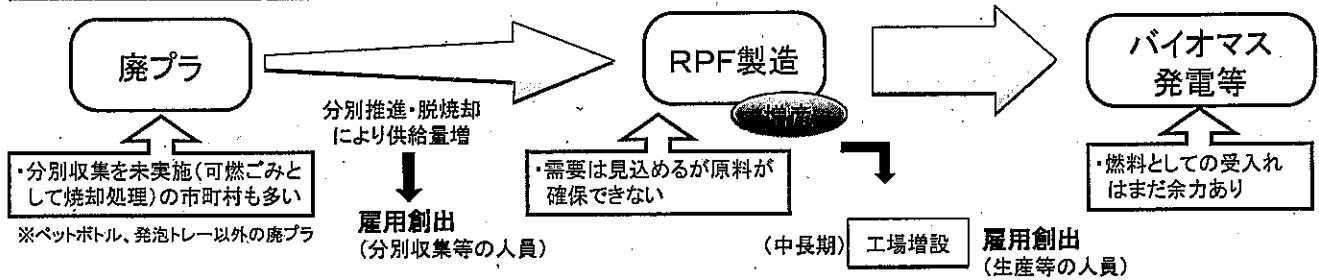 廃プラ
RPF製造
増産
バイオマス
発電等
分別推進・脱焼却
により供給量増
・分別収集を未実施(可燃ごみと
して焼却処理)の市町村も多い
・需要は見込めるが原料が
確保できない
・燃料としての受入れ
はまだ余力あり
※ペットボトル、発泡トレー以外の廃プラ
雇用創出
(分別収集等の人員)
(中長期)
工場増設
雇用創出
(生産等の人員)